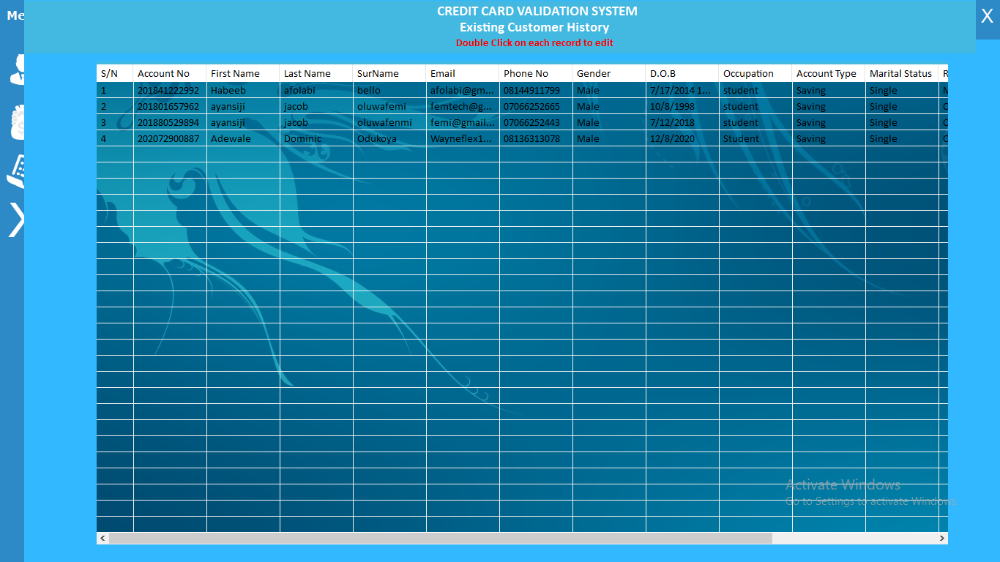 Me
CREDIT CARD VALIDATION SYSTEM
X
Existing Customer History
Double Click on each record to edit
S/N Account No First Name Last Name SurName Email Phone No Gender D.O.B Occupation Account Type Marital Status R
1 201841222992 Habeeb afolabi bello afolabi@gm... 08144911799 Male 7/17/2014 1... student Saving Single M
2 201801657962 ayansiji jacob oluwafemi femtech@g... 07066252665 Male 10/8/1998 student Saving Single C
3 201880529894 ayansiji jacob oluwafenmi femi@gmail... 07066252443 Male 7/12/2018 student Saving Single C
4 202072900887 Adewale Dominic Odukoya Wayneflex1... 08136313078 Male 12/8/2020 Student Saving Single C
Activate Windows
Go to Settings to activate Windows.